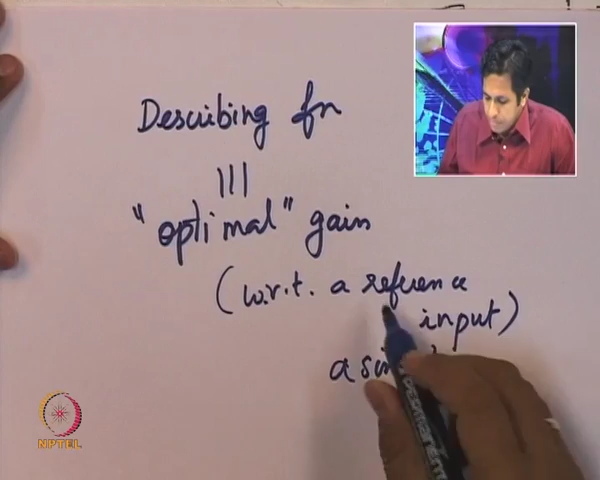 Describing fn
|||
"optimal" gain
(w.r.t. a reference
input)
a
NPTEL